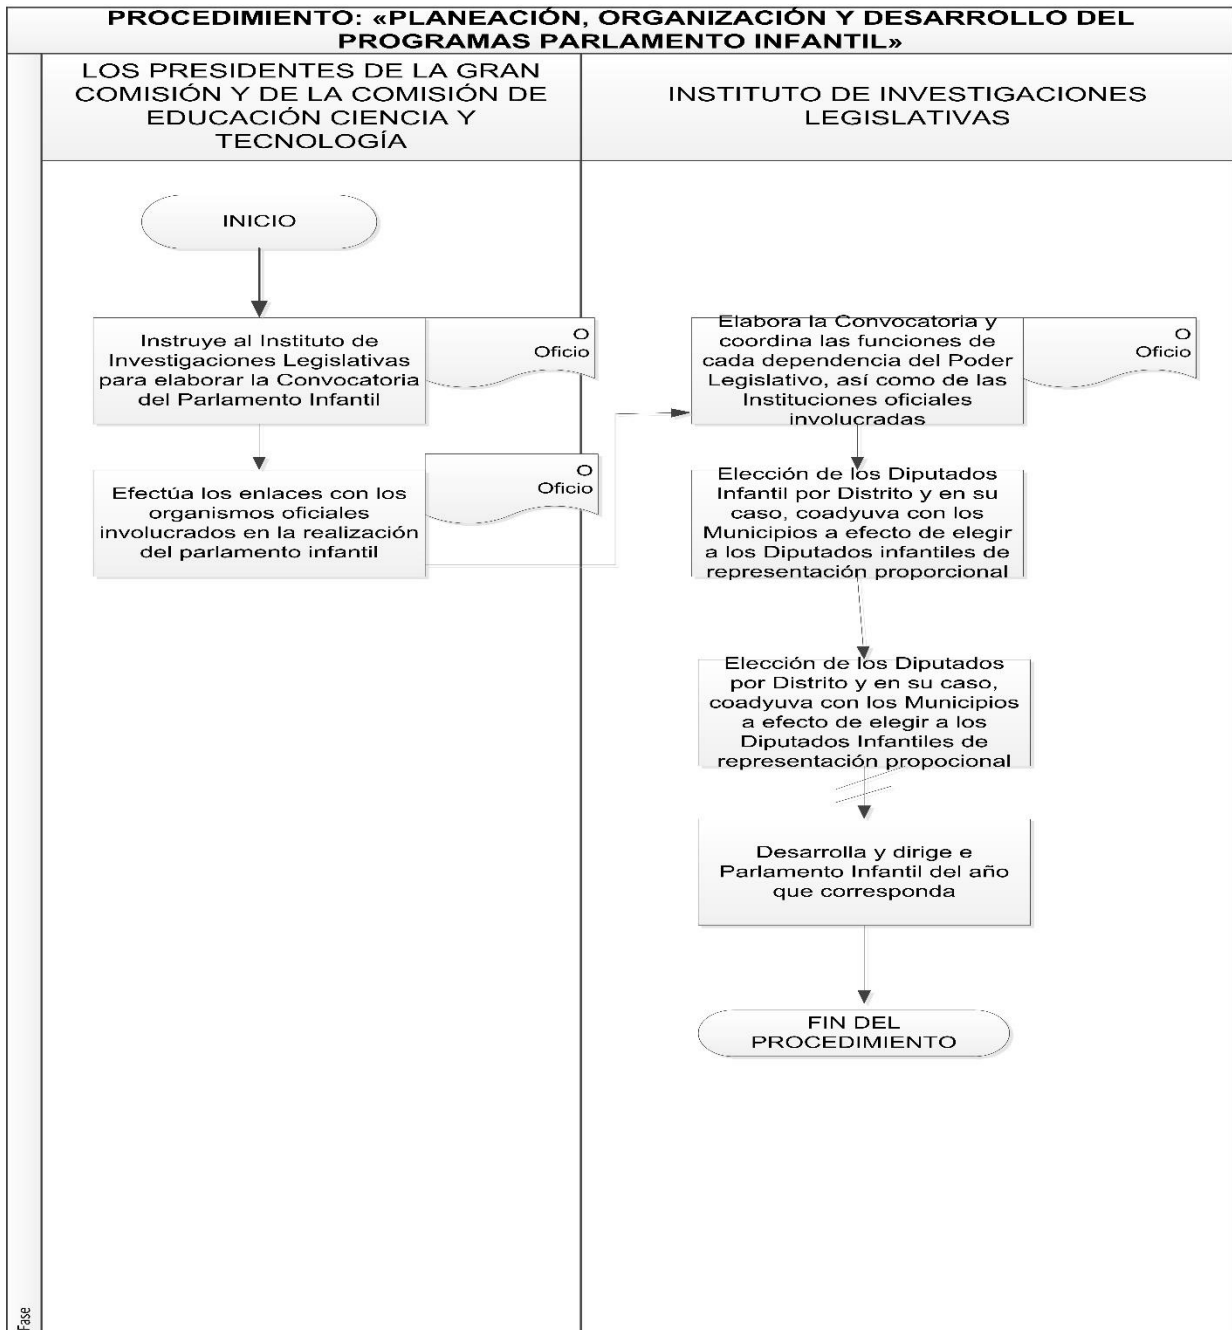 PROCEDIMIENTO: «PLANEACIÓN, ORGANIZACIÓN Y DESARROLLO DEL
PROGRAMAS PARLAMENTO INFANTIL»
LOS PRESIDENTES DE LA GRAN
COMISIÓN Y DE LA COMISIÓN DE
EDUCACIÓN CIENCIA Y
TECNOLOGÍA
INSTITUTO DE INVESTIGACIONES
LEGISLATIVAS
INICIO
Instruye al Instituto de
Investigaciones Legislativas
para elaborar la Convocatoria
del Parlamento Infantil
O
Oficio
Efectúa los enlaces con los
organismos oficiales
involucrados en la realización
del parlamento infantil
O
Oficio
Elabora la Convocatoria y
coordina las funciones de
cada dependencia del Poder
Legislativo, así como de las
Instituciones oficiales
involucradas
O
Oficio
Elección de los Diputados
Infantil por Distrito y en su
caso, coadyuva con los
Municipios a efecto de elegir
a los Diputados infantiles de
representación proporcional
Elección de los Diputados
por Distrito y en su caso,
coadyuva con los Municipios
a efecto de elegir a los
Diputados Infantiles de
representación propocional
Desarrolla y dirige e
Parlamento Infantil del año
que corresponda
FIN DEL
PROCEDIMIENTO
Fase